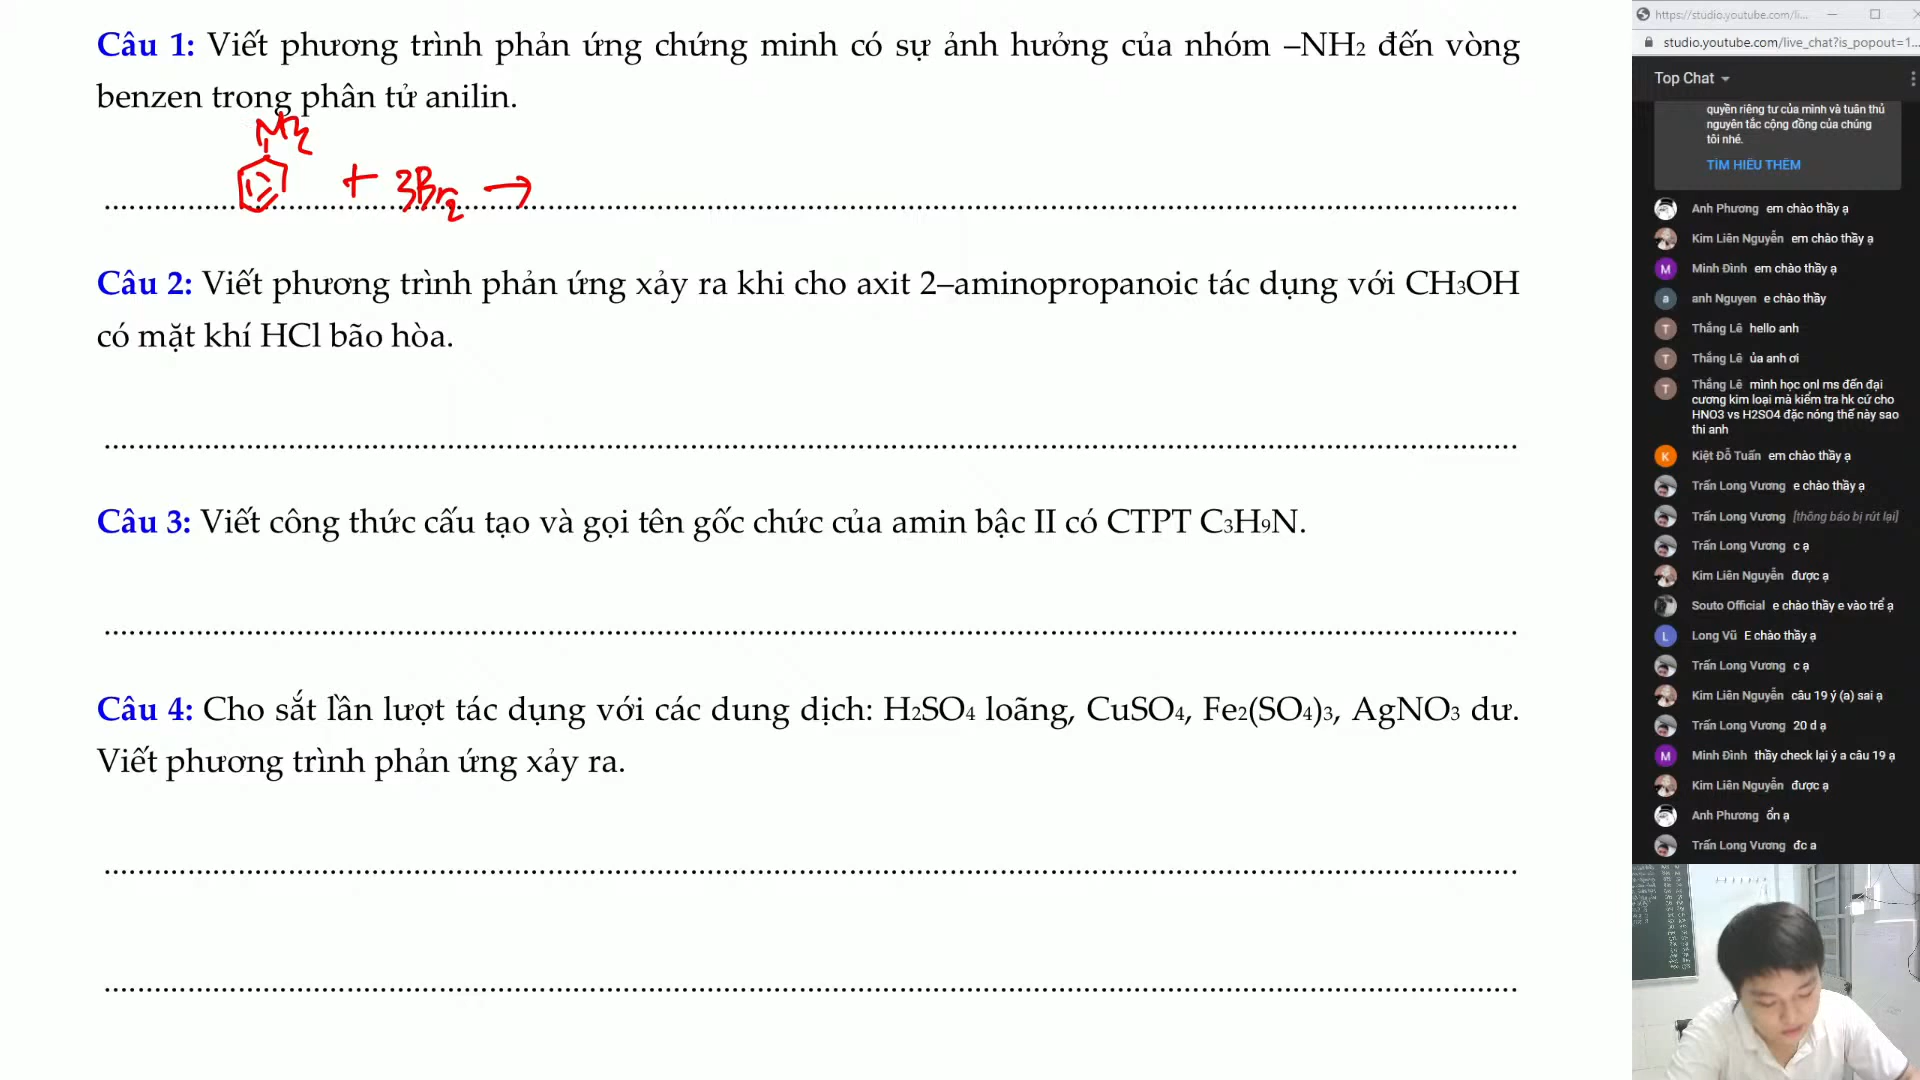 Câu 1: Viết phương trình phản ứng chứng minh có sự ảnh hưởng của nhóm –NH2 đến vòng
benzen trong phân tử anilin.
NH2
+ 3Br2 →
Câu 2: Viết phương trình phản ứng xảy ra khi cho axit 2–aminopropanoic tác dụng với CH3OH
có mặt khí HCl bão hòa.
Câu 3: Viết công thức cấu tạo và gọi tên gốc chức của amin bậc II có CTPT C3H9N.
Câu 4: Cho sắt lần lượt tác dụng với các dung dịch: H2SO4 loãng, CuSO4, Fe2(SO4)3, AgNO3 dư.
Viết phương trình phản ứng xảy ra.
https://studio.youtube.com/li...
studio.youtube.com/live_chat?is_popout=1...
Top Chat
quyền riêng tư của mình và tuân thủ
nguyên tắc cộng đồng của chúng
tôi nhé.
TÌM HIỂU THÊM
Anh Phương em chào thầy ạ
Kim Liên Nguyễn em chào thầy ạ
M Minh Đình em chào thầy ạ
a anh Nguyen e chào thầy
T Thắng Lê hello anh
T Thắng Lê ủa anh ơi
T Thắng Lê mình học onl ms đến đại
cương kim loại mà kiểm tra hk cứ cho
HNO3 vs H2SO4 đặc nóng thế này sao
thi anh
K Kiệt Đỗ Tuấn em chào thầy ạ
Trấn Long Vương e chào thầy ạ
Trấn Long Vương [thông báo bị rút lại]
Trấn Long Vương c ạ
Kim Liên Nguyễn được ạ
Souto Official e chào thầy e vào trể ạ
L Long Vũ E chào thầy ạ
Trấn Long Vương c ạ
Kim Liên Nguyễn câu 19 ý (a) sai ạ
Trấn Long Vương 20 d ạ
M Minh Đình thầy check lại ý a câu 19 ạ
Kim Liên Nguyễn được ạ
Anh Phương ổn ạ
Trấn Long Vương đc a